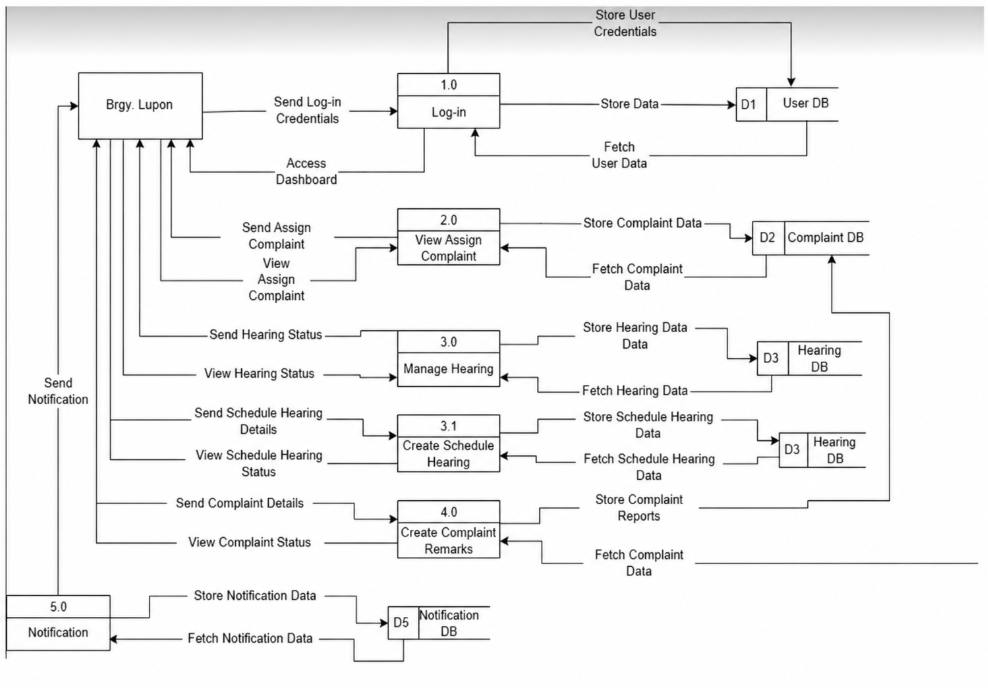 Store User
Credentials
1.0
Brgy. Lupon
Send Log-in
Credentials
Log-in
Store Data
D1
User DB
Fetch
User Data
Access
Dashboard
2.0
Send Assign
Complaint
View Assign
Complaint
Store Complaint Data
D2
Complaint DB
View
Assign
Complaint
Fetch Complaint
Data
Send Hearing Status
3.0
Store Hearing Data
Data
D3
Hearing
DB
View Hearing Status
Manage Hearing
Fetch Hearing Data
Send
Notification
Send Schedule Hearing
Details
3.1
Store Schedule Hearing
Data
D3
Hearing
DB
View Schedule Hearing
Status
Create Schedule
Hearing
Fetch Schedule Hearing
Data
Send Complaint Details
4.0
Store Complaint
Reports
View Complaint Status
Create Complaint
Remarks
Fetch Complaint
Data
5.0
Notification
Store Notification Data
D5
Notification
DB
Fetch Notification Data